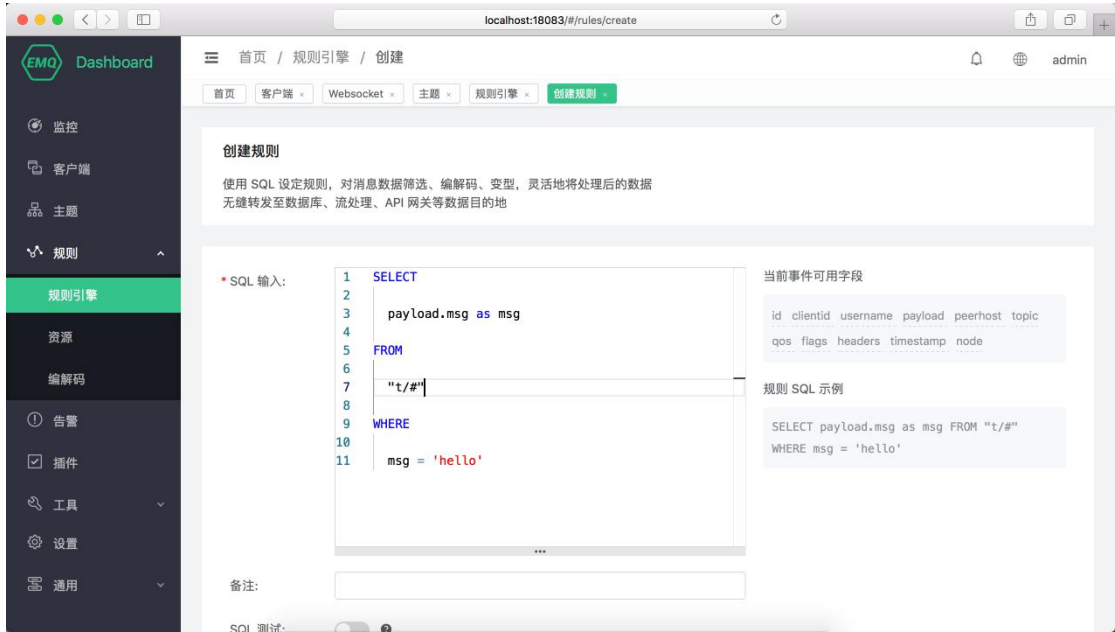 localhost:18083/#/rules/create
EMQ Dashboard
首页 / 规则引擎 / 创建
admin
首页 客户端 × Websocket × 主题 × 规则引擎 × 创建规则 ×
监控
客户端
主题
规则
规则引擎
资源
编解码
告警
插件
工具
设置
通用
创建规则
使用 SQL 设定规则，对消息数据筛选、编解码、变型，灵活地将处理后的数据
无缝转发至数据库、流处理、API 网关等数据目的地
* SQL 输入:
1 SELECT
2
3 payload.msg as msg
4
5 FROM
6
7 "t/#"
8
9 WHERE
10
11 msg = 'hello'
当前事件可用字段
id clientid username payload peerhost topic
qos flags headers timestamp node
规则 SQL 示例
SELECT payload.msg as msg FROM "t/#"
WHERE msg = 'hello'
备注:
SQL 测试: